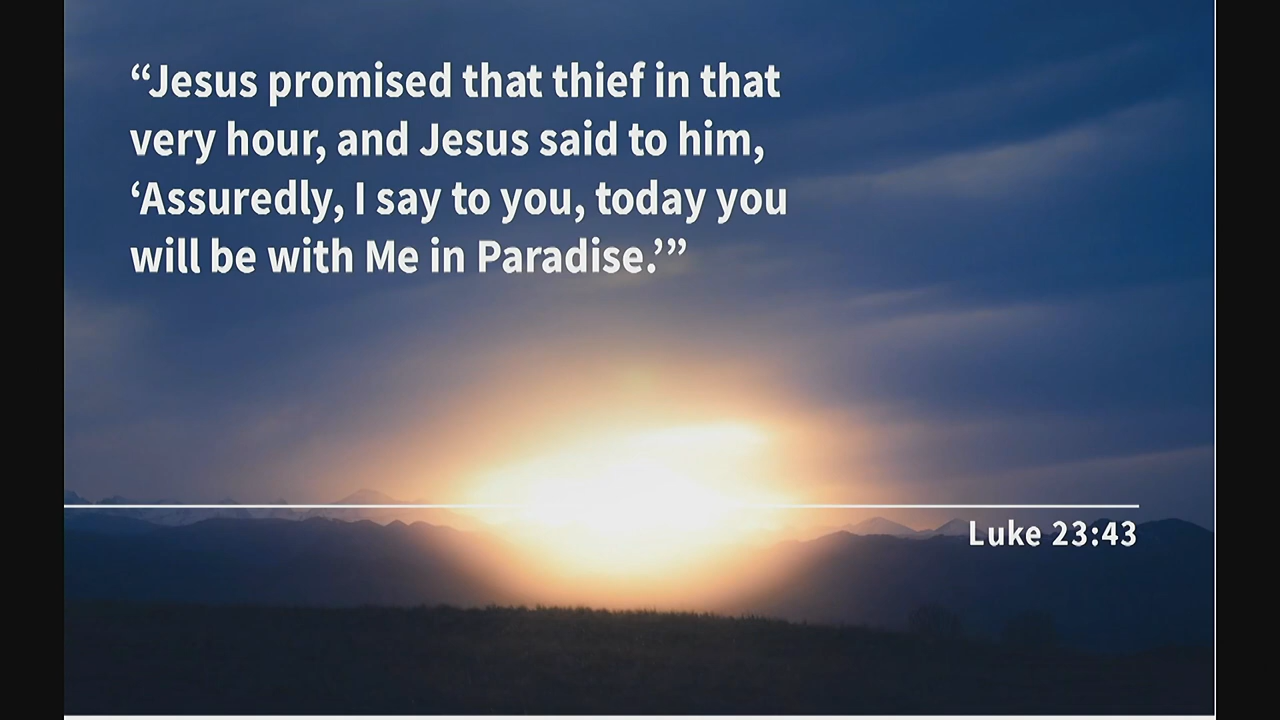 “Jesus promised that thief in that
very hour, and Jesus said to him,
‘Assuredly, I say to you, today you
will be with Me in Paradise.’”
Luke 23:43